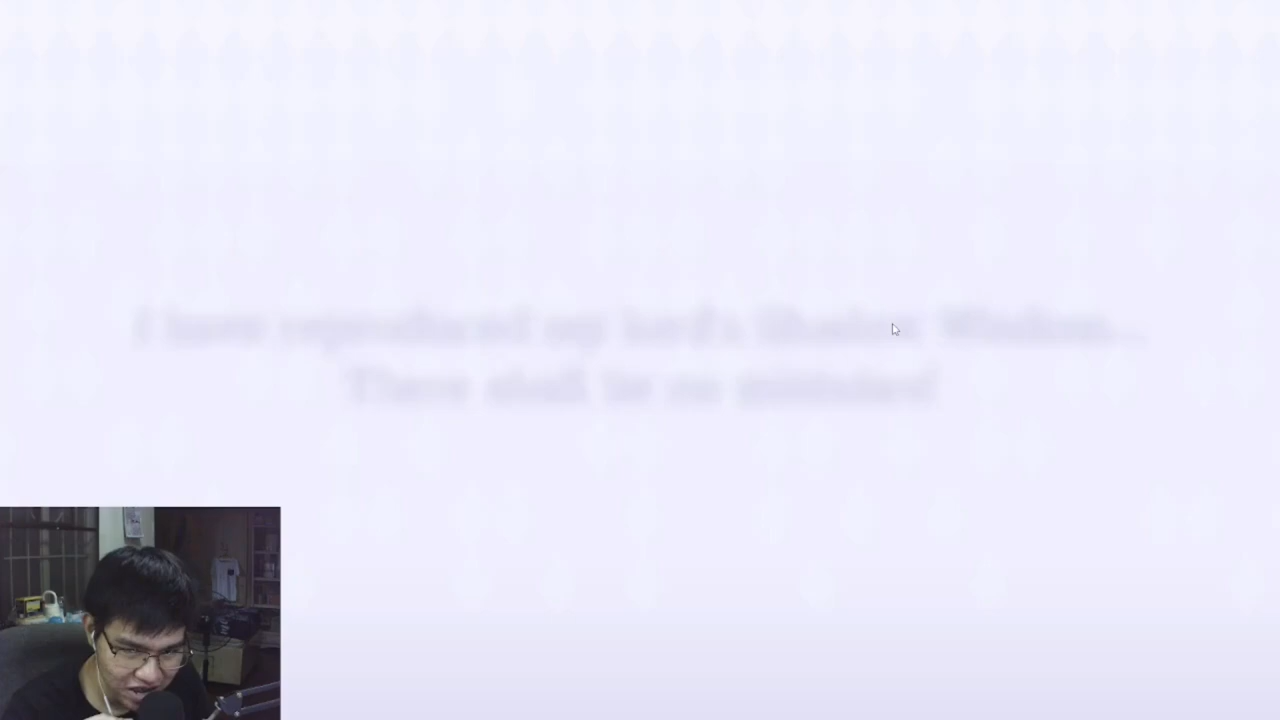 I have reproduced my lord's Shadow Wisdom...
There shall be no mistakes!